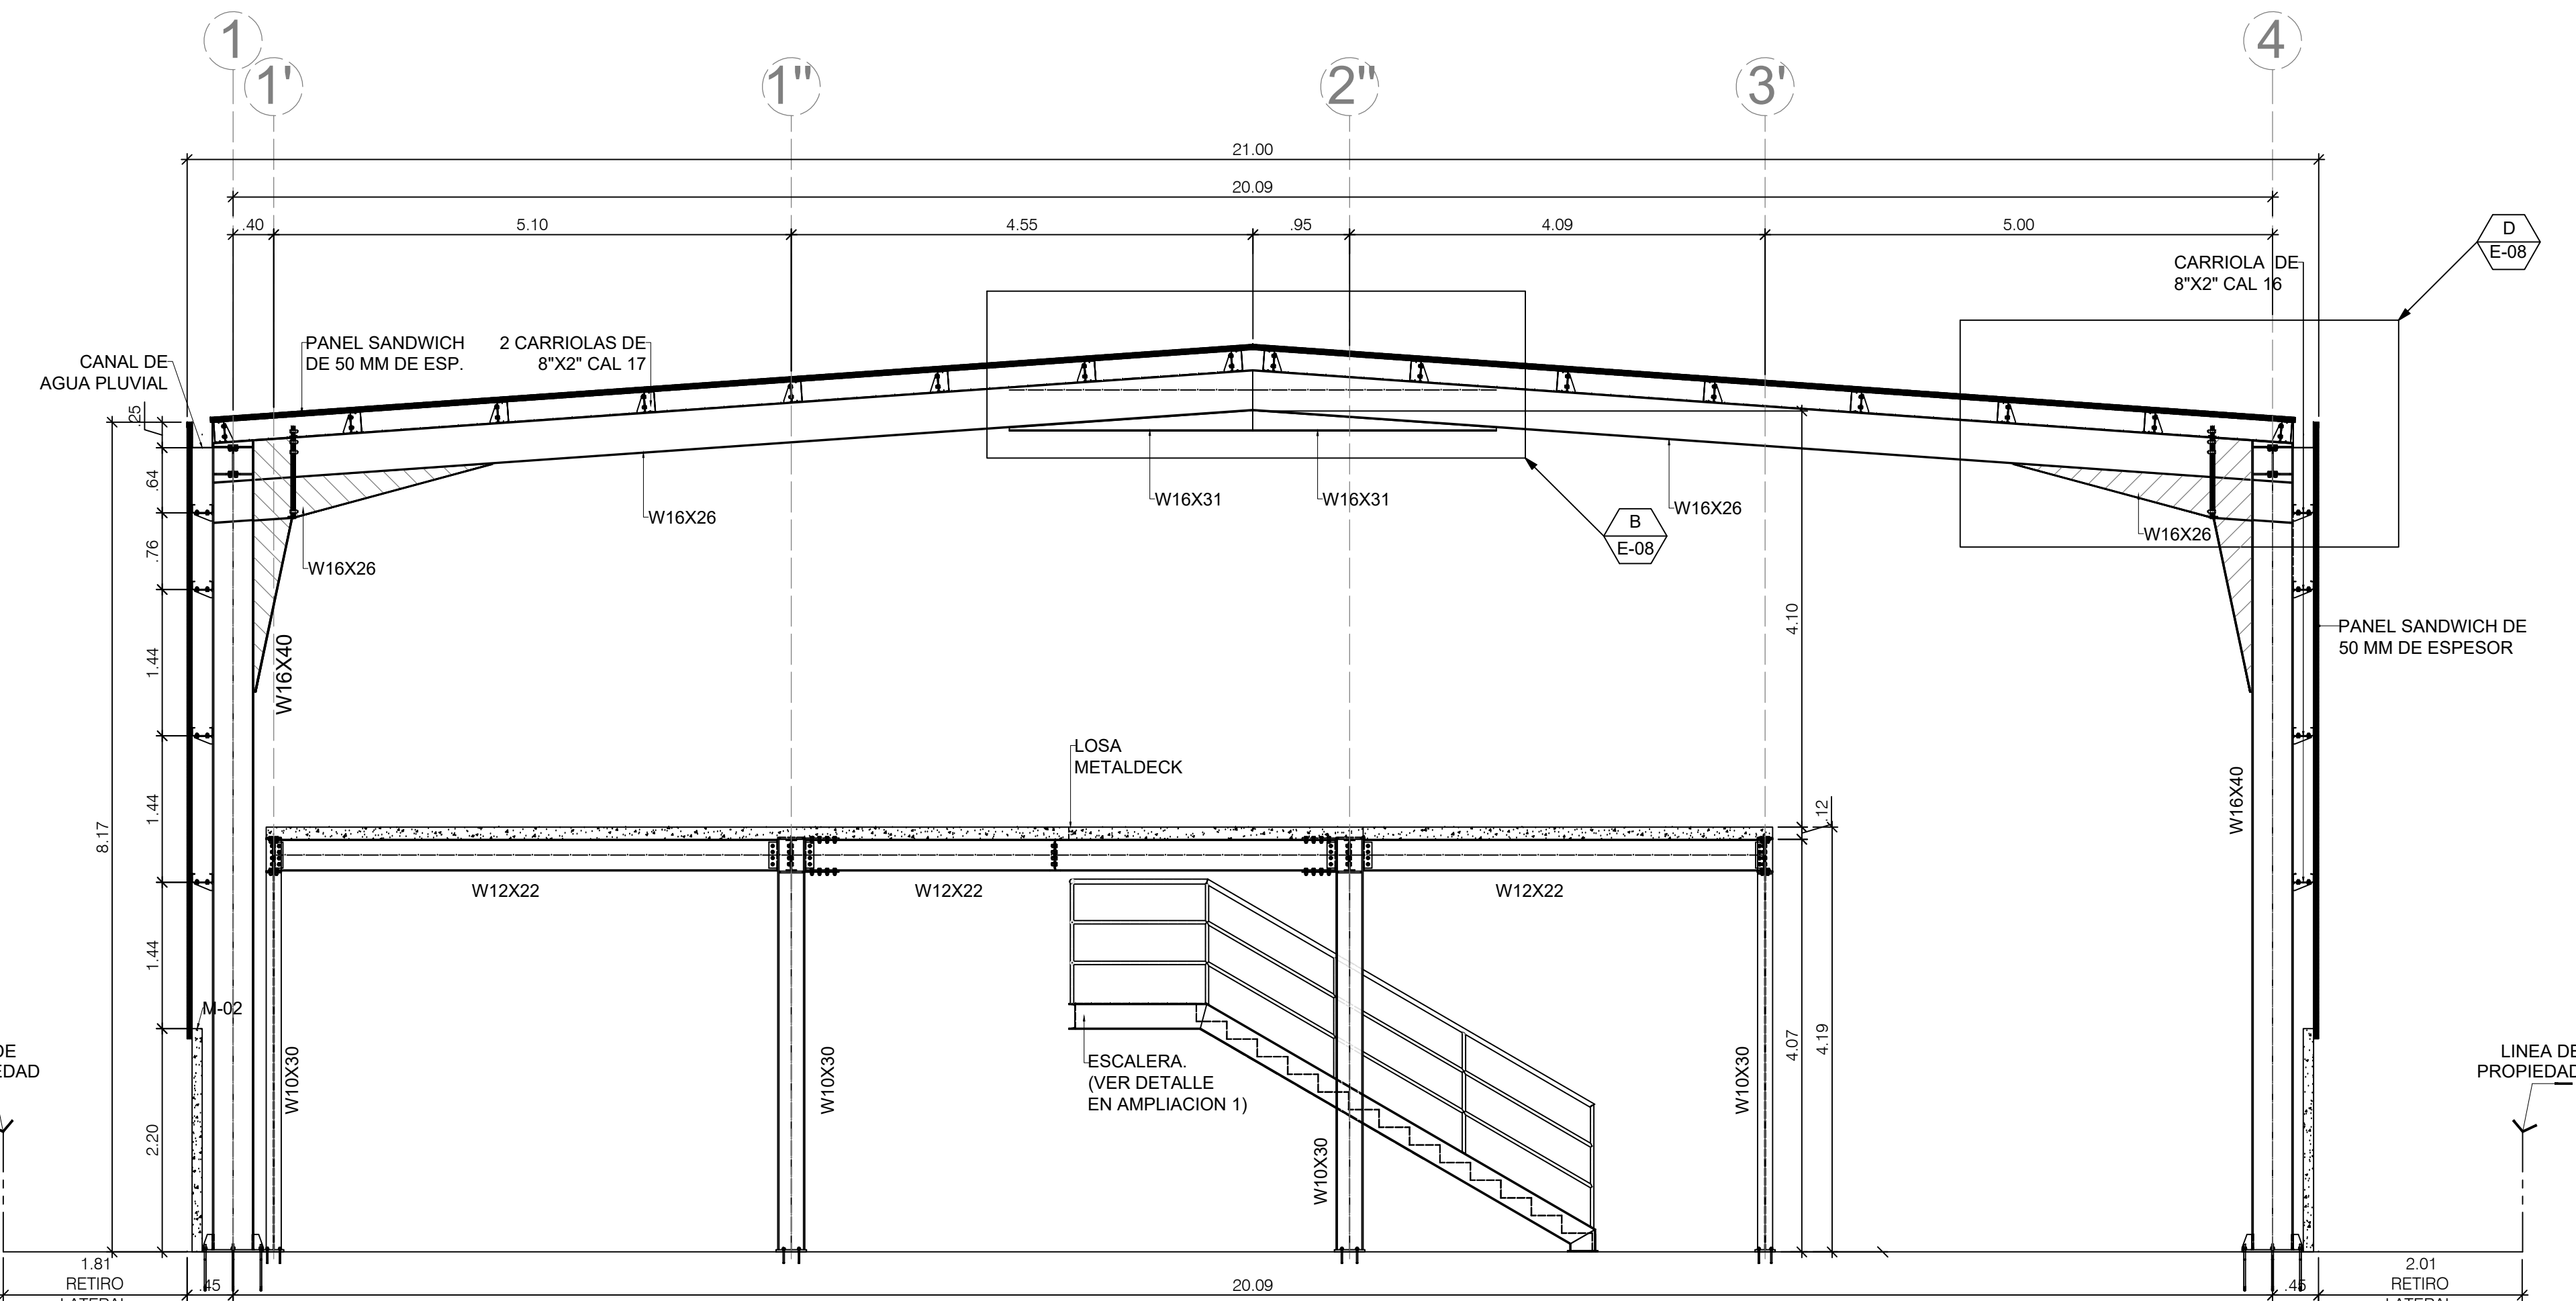 1
4
1'
1"
2"
3'
21.00
20.09
.40
5.10
4.55
.95
4.09
5.00
D
E-08
CARRIOLA DE
8"X2" CAL 16
PANEL SANDWICH
DE 50 MM DE ESP.
2 CARRIOLAS DE
8"X2" CAL 17
CANAL DE
AGUA PLUVIAL
.25
.64
.76
1.44
1.44
1.44
2.20
8.17
W16X26
W16X26
W16X31
W16X31
W16X26
W16X26
B
E-08
W16X40
4.10
PANEL SANDWICH DE
50 MM DE ESPESOR
LOSA
METALDECK
W16X40
.12
W12X22
W12X22
W12X22
M-02
DE
EDAD
W10X30
W10X30
ESCALERA.
(VER DETALLE
EN AMPLIACION 1)
W10X30
W10X30
4.07
4.19
LINEA DE
PROPIEDAD
1.81
RETIRO
LATERAL
.45
20.09
.45
2.01
RETIRO
LATERAL